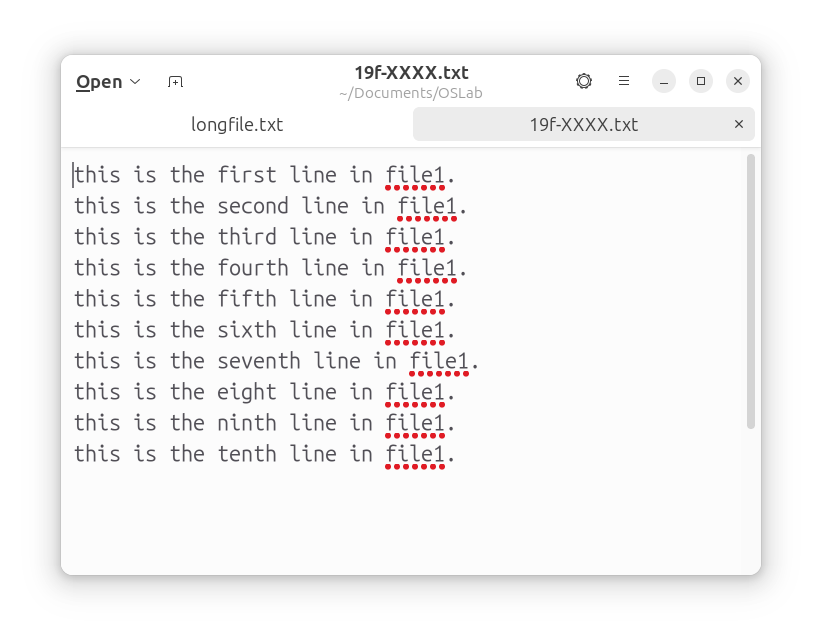 Open
19f-XXXX.txt
~/Documents/OSLab
longfile.txt
19f-XXXX.txt
this is the first line in file1.
this is the second line in file1.
this is the third line in file1.
this is the fourth line in file1.
this is the fifth line in file1.
this is the sixth line in file1.
this is the seventh line in file1.
this is the eight line in file1.
this is the ninth line in file1.
this is the tenth line in file1.